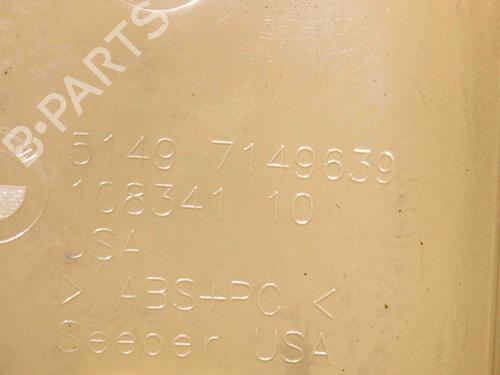 B-PARTS
5149 7149639
108341 10
USA
> ABS+PC <
Seeber USA